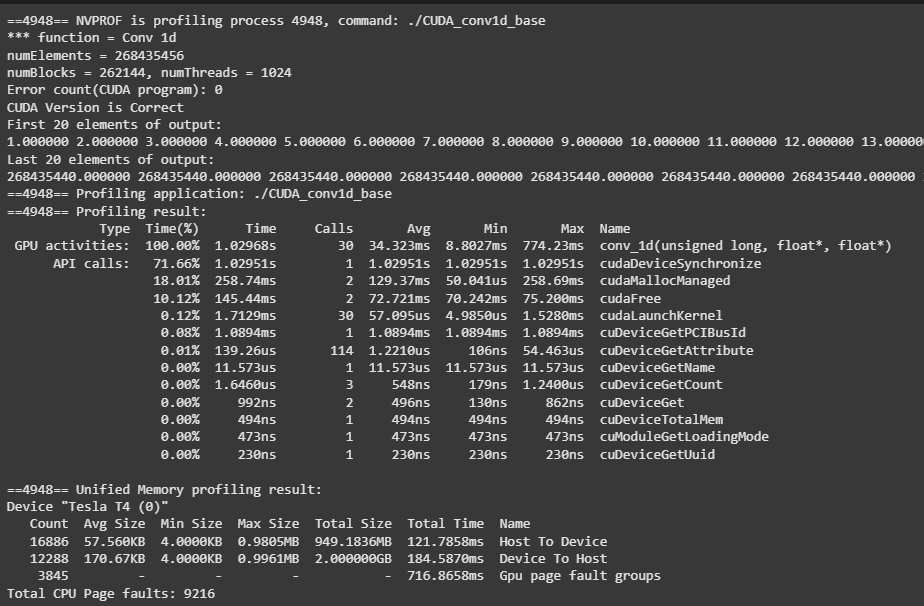 ==4948== NVPROF is profiling process 4948, command: ./CUDA_conv1d_base
*** function = Conv 1d
numElements = 268435456
numBlocks = 262144, numThreads = 1024
Error count(CUDA program): 0
CUDA Version is Correct
First 20 elements of output:
1.000000 2.000000 3.000000 4.000000 5.000000 6.000000 7.000000 8.000000 9.000000 10.000000 11.000000 12.000000 13.00000
Last 20 elements of output:
268435440.000000 268435440.000000 268435440.000000 268435440.000000 268435440.000000 268435440.000000 268435440.000000
==4948== Profiling application: ./CUDA_conv1d_base
==4948== Profiling result:
Type Time(%) Time Calls Avg Min Max Name
GPU activities: 100.00% 1.02968s 30 34.323ms 8.8027ms 774.23ms conv_1d(unsigned long, float*, float*)
API calls: 71.66% 1.02951s 1 1.02951s 1.02951s 1.02951s cudaDeviceSynchronize
18.01% 258.74ms 2 129.37ms 50.041us 258.69ms cudaMallocManaged
10.12% 145.44ms 2 72.721ms 70.242ms 75.200ms cudaFree
0.12% 1.7129ms 30 57.095us 4.9850us 1.5280ms cudaLaunchKernel
0.08% 1.0894ms 1 1.0894ms 1.0894ms 1.0894ms cuDeviceGetPCIBusId
0.01% 139.26us 114 1.2210us 106ns 54.463us cuDeviceGetAttribute
0.00% 11.573us 1 11.573us 11.573us 11.573us cuDeviceGetName
0.00% 1.6460us 3 548ns 179ns 1.2400us cuDeviceGetCount
0.00% 992ns 2 496ns 130ns 862ns cuDeviceGet
0.00% 494ns 1 494ns 494ns 494ns cuDeviceTotalMem
0.00% 473ns 1 473ns 473ns 473ns cuModuleGetLoadingMode
0.00% 230ns 1 230ns 230ns 230ns cuDeviceGetUuid
==4948== Unified Memory profiling result:
Device "Tesla T4 (0)"
Count Avg Size Min Size Max Size Total Size Total Time Name
16886 57.560KB 4.0000KB 0.9805MB 949.1836MB 121.7858ms Host To Device
12288 170.67KB 4.0000KB 0.9961MB 2.000000GB 184.5870ms Device To Host
3845 - - - - 716.8658ms Gpu page fault groups
Total CPU Page faults: 9216